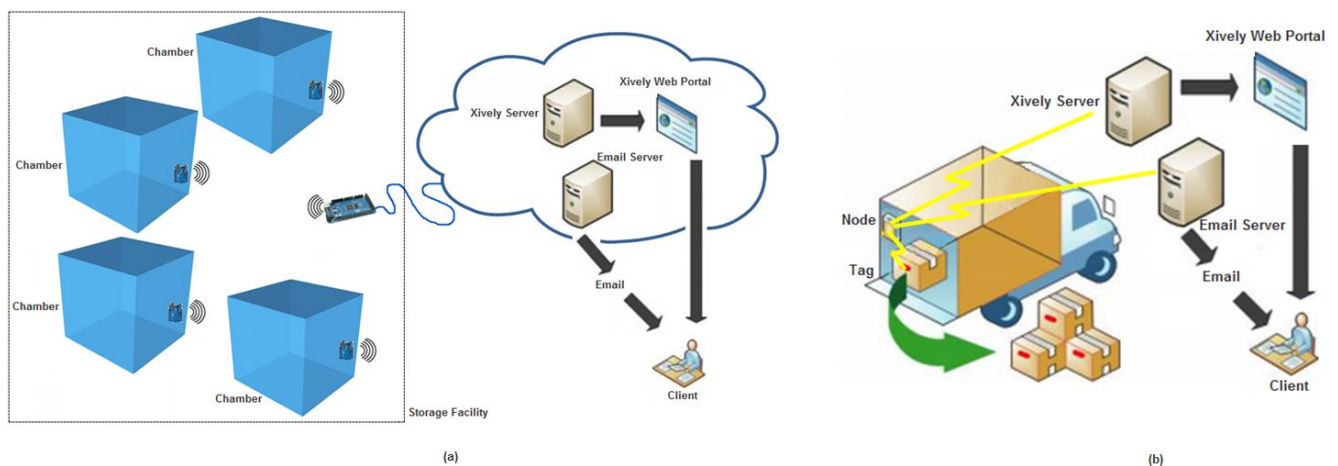 Chamber
Chamber
Chamber
Chamber
Storage Facility
Xively Server
Xively Web Portal
Email Server
Email
Client
(a)
Xively Web Portal
Xively Server
Email Server
Node
Tag
Email
Client
(b)